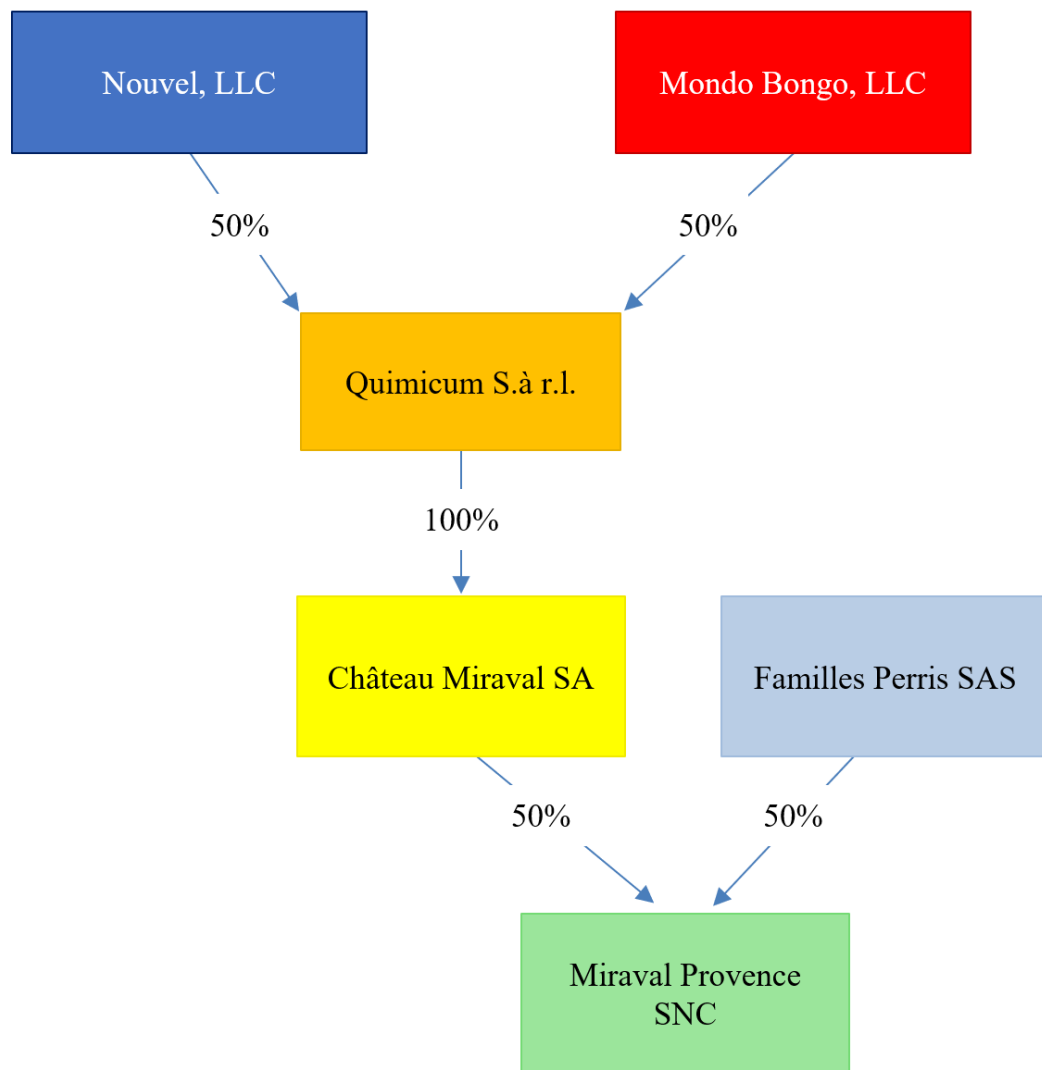 Nouvel, LLC
Mondo Bongo, LLC
50%
50%
Quimicum S.à r.l.
100%
Château Miraval SA
Familles Perris SAS
50%
50%
Miraval Provence
SNC